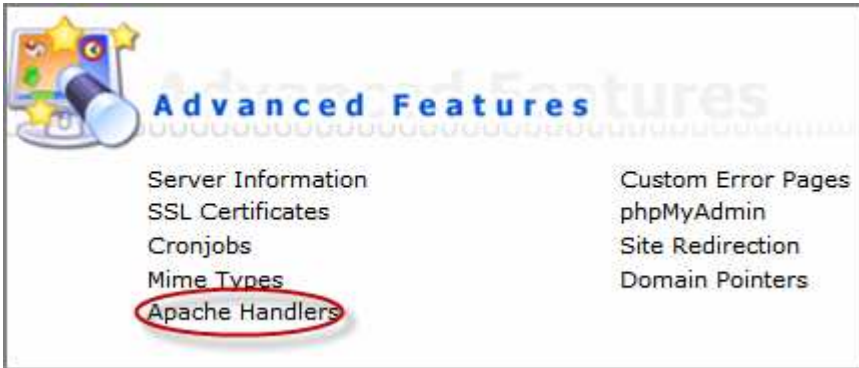 Advanced Features
Server Information
SSL Certificates
Cronjobs
Mime Types
Apache Handlers
Custom Error Pages
phpMyAdmin
Site Redirection
Domain Pointers